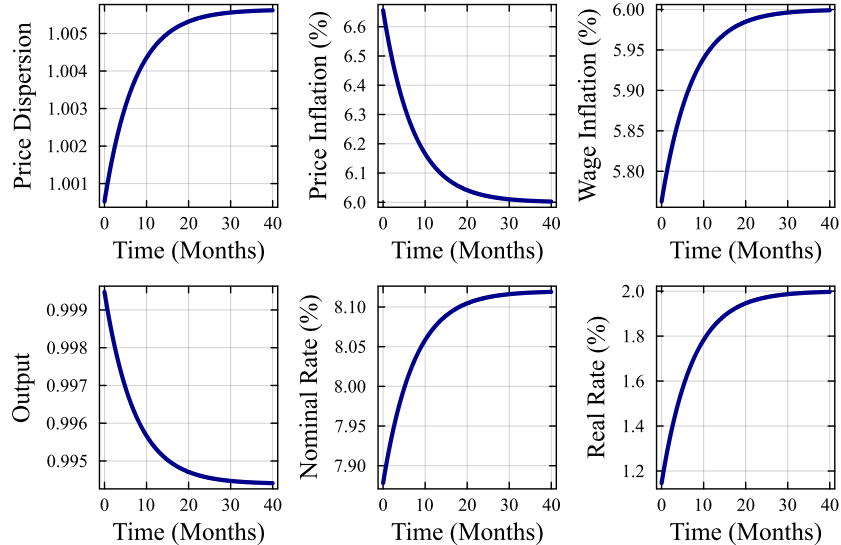 Price Dispersion
1.005
1.004
1.003
1.002
1.001
0 10 20 30 40
Time (Months)
Price Inflation (%)
6.6
6.5
6.4
6.3
6.2
6.1
6.0
0 10 20 30 40
Time (Months)
Wage Inflation (%)
6.00
5.95
5.90
5.85
5.80
0 10 20 30 40
Time (Months)
Output
0.999
0.998
0.997
0.996
0.995
0 10 20 30 40
Time (Months)
Nominal Rate (%)
8.10
8.05
8.00
7.95
7.90
0 10 20 30 40
Time (Months)
Real Rate (%)
2.0
1.8
1.6
1.4
1.2
0 10 20 30 40
Time (Months)